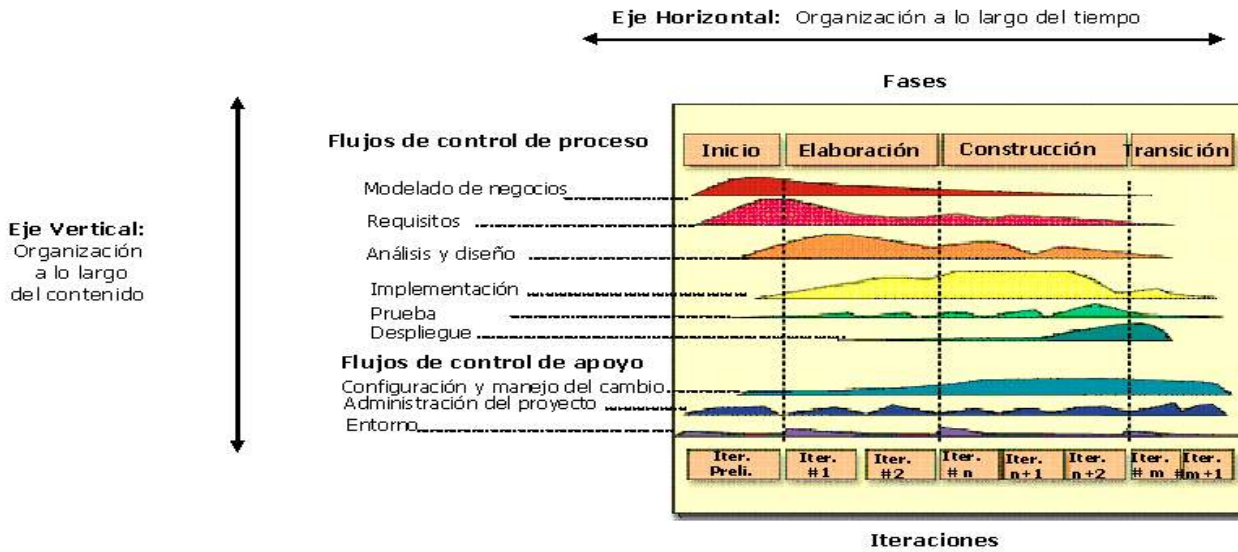 Eje Horizontal: Organización a lo largo del tiempo
Fases
Flujos de control de proceso
Inicio
Elaboración
Construcción
Transición
Modelado de negocios
Requisitos
Eje Vertical:
Organización
a lo largo
del contenido
Análisis y diseño
Implementación
Prueba
Despliegue
Flujos de control de apoyo
Configuración y manejo del cambio
Administración del proyecto
Entorno
Iter.
Preli.
Iter.
#1
Iter.
#2
Iter.
# n
Iter.
n+1
Iter.
n+2
Iter.
# m
Iter.
#m+1
Iteraciones